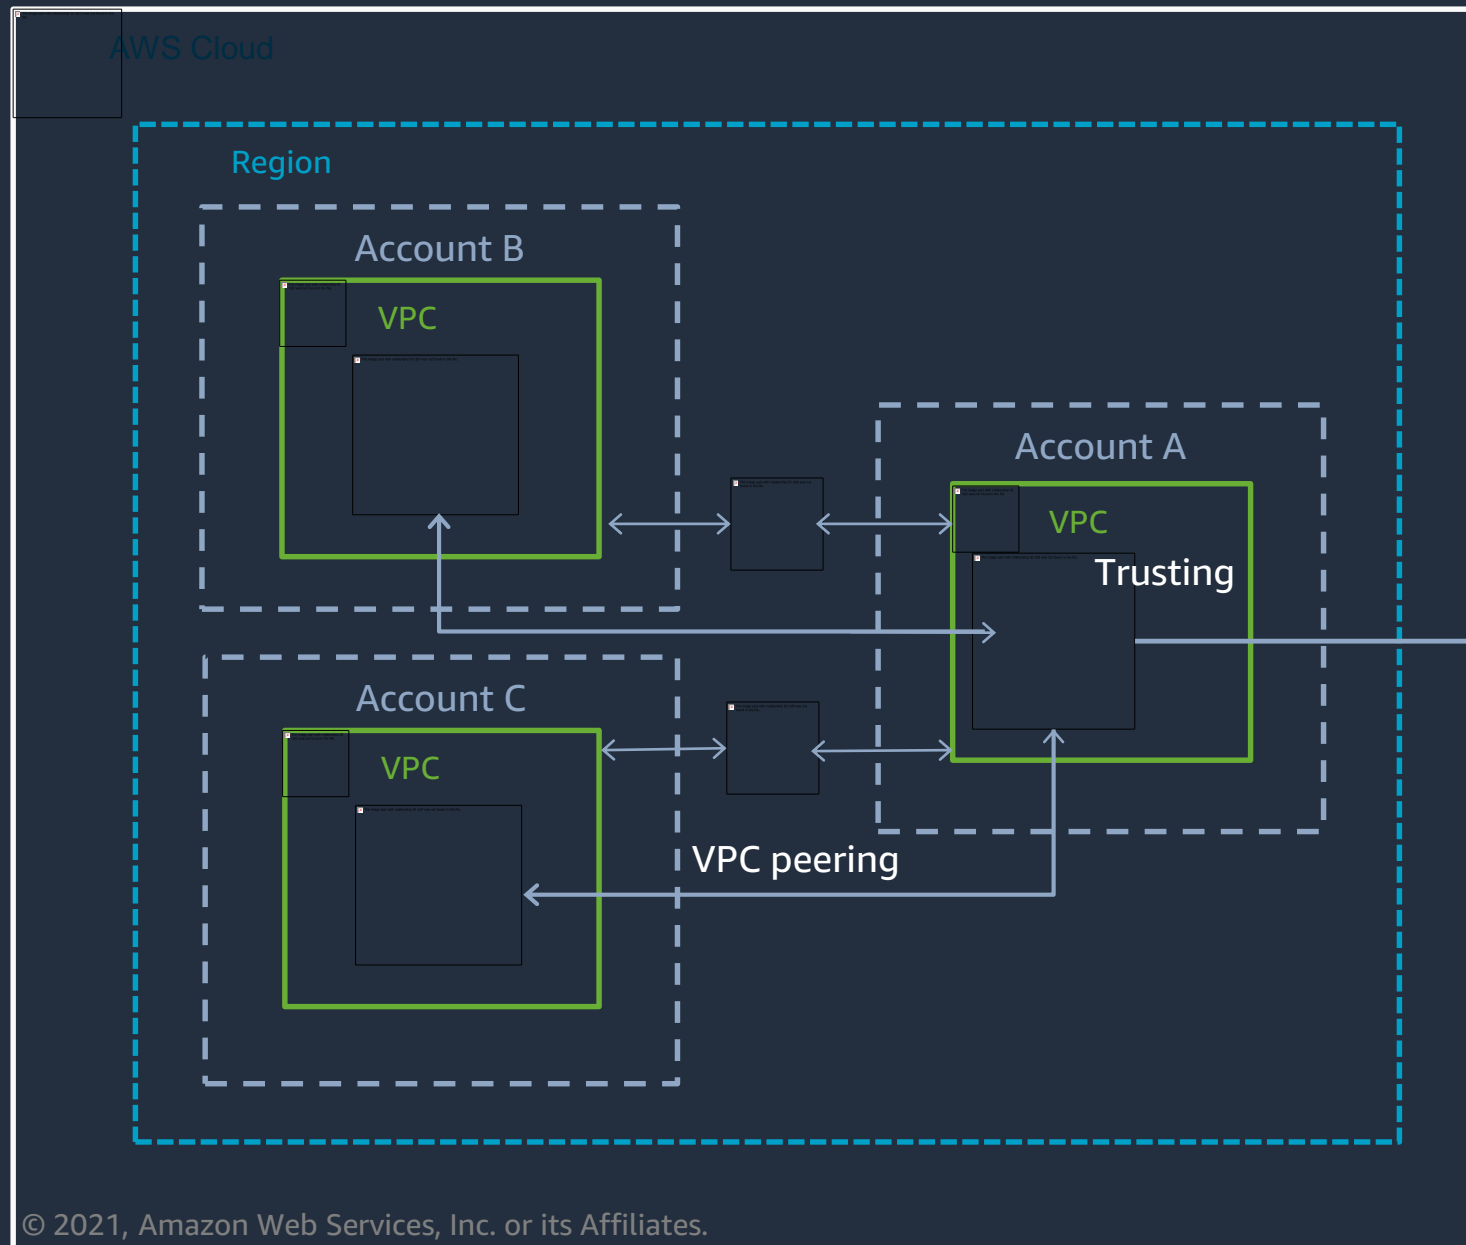 AWS Cloud
Region
Account B
VPC
Account A
VPC
Trusting
Account C
VPC
VPC peering
© 2021, Amazon Web Services, Inc. or its Affiliates.